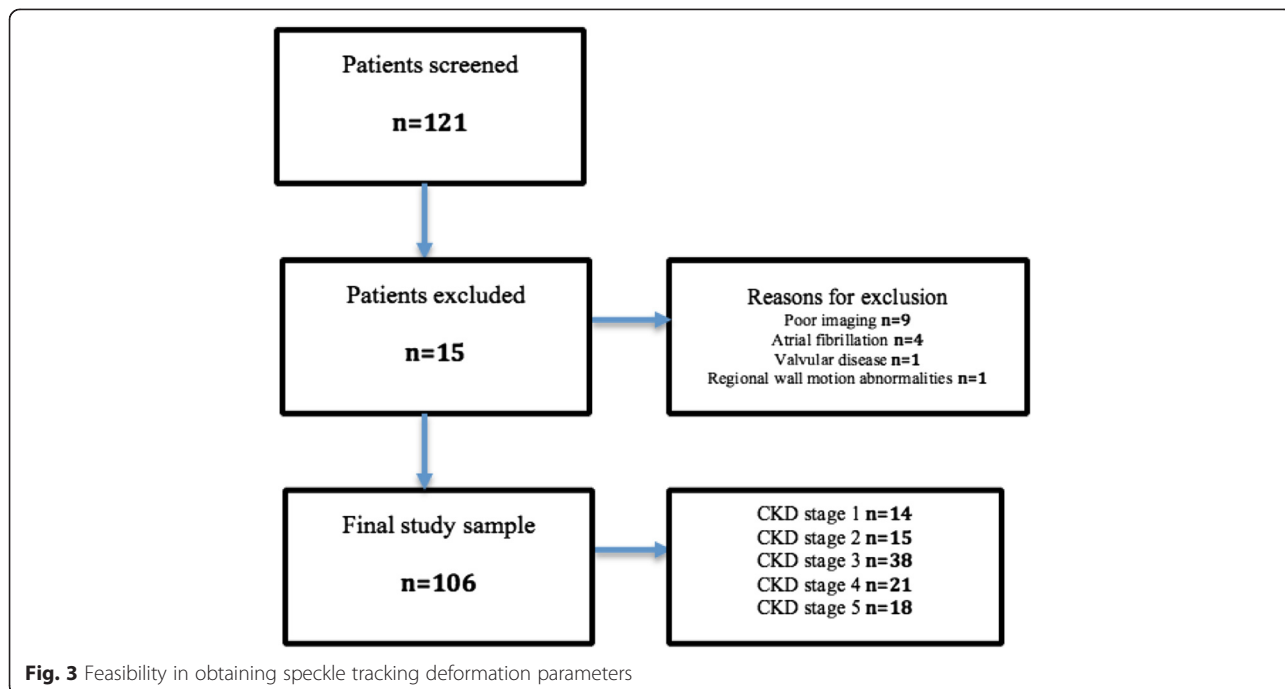 Patients screened
n=121
Patients excluded
n=15
Reasons for exclusion
Poor imaging n=9
Atrial fibrillation n=4
Valvular disease n=1
Regional wall motion abnormalities n=1
Final study sample
n=106
CKD stage 1 n=14
CKD stage 2 n=15
CKD stage 3 n=38
CKD stage 4 n=21
CKD stage 5 n=18
Fig. 3 Feasibility in obtaining speckle tracking deformation parameters